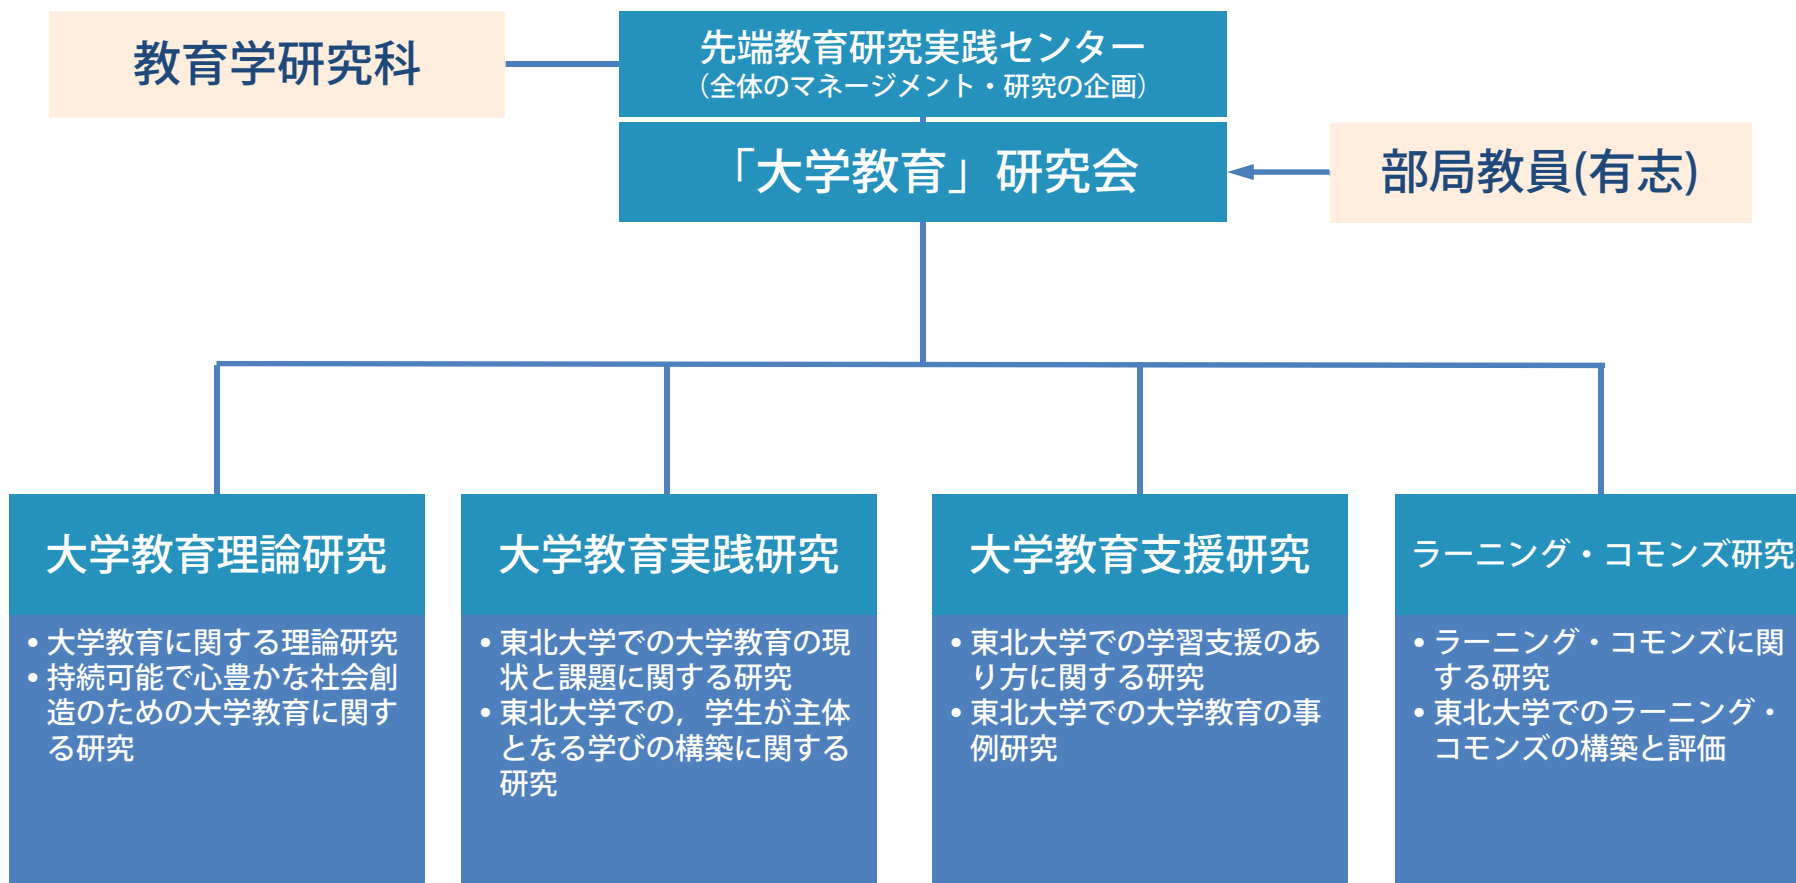 教育学研究科
先端教育研究実践センター
（全体のマネージメント・研究の企画）
「大学教育」研究会
部局教員(有志)
大学教育理論研究
• 大学教育に関する理論研究
• 持続可能で心豊かな社会創
造のための大学教育に関す
る研究
大学教育実践研究
• 東北大学での大学教育の現
状と課題に関する研究
• 東北大学での，学生が主体
となる学びの構築に関する
研究
大学教育支援研究
• 東北大学での学習支援のあ
り方に関する研究
• 東北大学での大学教育の事
例研究
ラーニング・コモンズ研究
• ラーニング・コモンズに関
する研究
• 東北大学でのラーニング・
コモンズの構築と評価